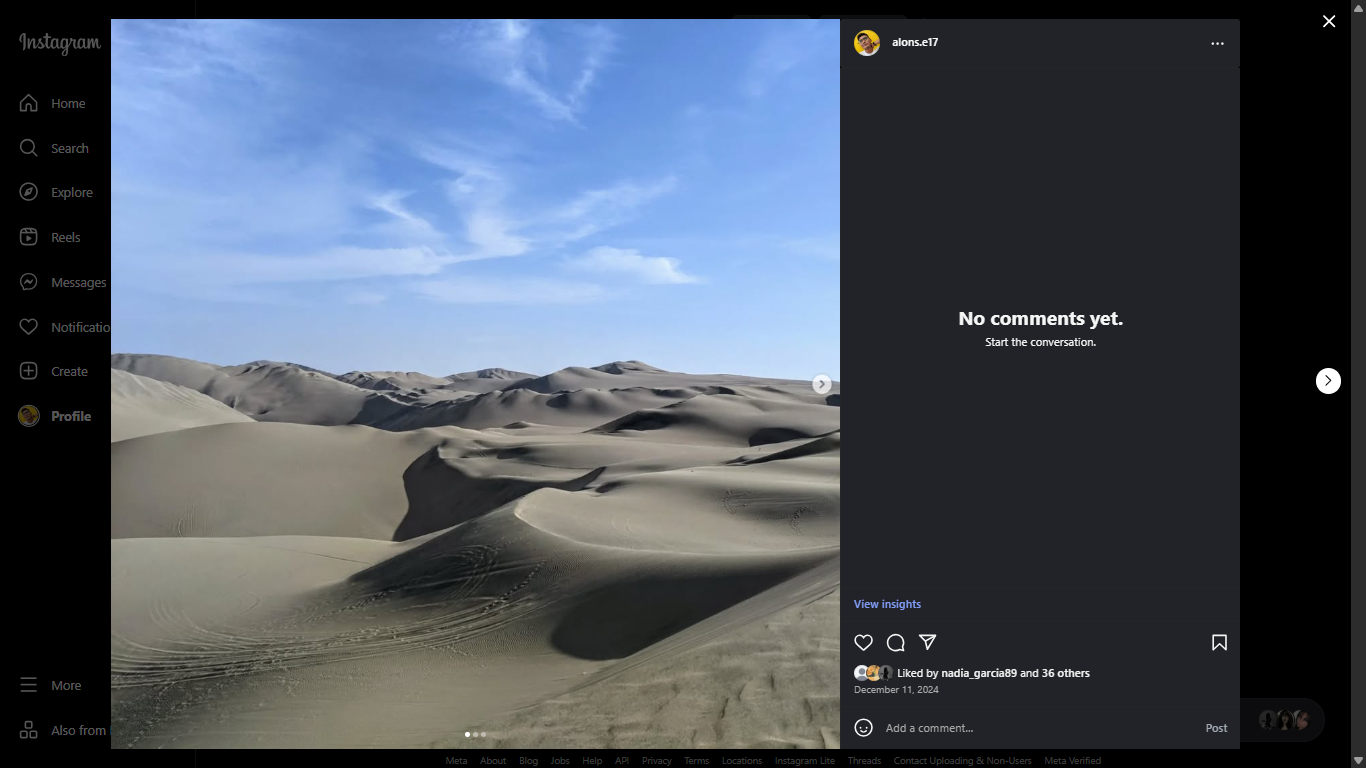 Instagram
Home
Search
Explore
Reels
Messages
Notificatio
Create
Profile
More
Also from
alons.e17
No comments yet.
Start the conversation.
View insights
Liked by nadia_garcia89 and 36 others
December 11, 2024
Add a comment...
Post
Meta About Blog Jobs Help API Privacy Terms Locations Instagram Lite Threads Contact Uploading & Non-Users Meta Verified